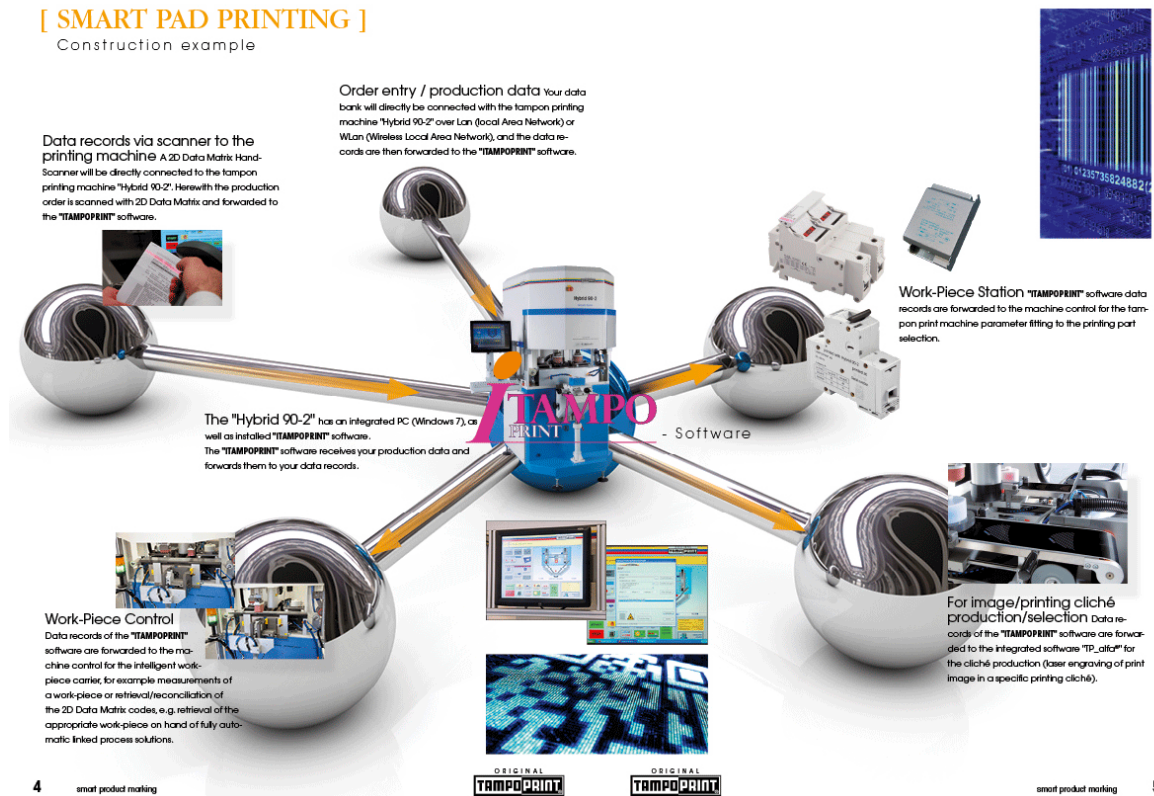 [ SMART PAD PRINTING ]
Construction example
Order entry / production data Your data
bank will directly be connected with the tampon printing
machine "Hybrid 90-2" over Lan (local Area Network) or
WLan (Wireless Local Area Network), and the data re-
cords are then forwarded to the "ITAMPOPRINT" software.
Data records via scanner to the
printing machine A 2D Data Matrix Hand-
Scanner will be directly connected to the tampon
printing machine "Hybrid 90-2". Herewith the production
order is scanned with 2D Data Matrix and forwarded to
the "ITAMPOPRINT" software.
Work-Piece Station "ITAMPOPRINT" software data
records are forwarded to the machine control for the tam-
pon print machine parameter fitting to the printing part
selection.
Hybrid 90-2
The "Hybrid 90-2" has an integrated PC (Windows 7), as
well as installed "ITAMPOPRINT" software.
The "ITAMPOPRINT" software receives your production data and
forwards them to your data records.
iTAMPO
PRINT
- Software
Work-Piece Control
Data records of the "ITAMPOPRINT"
software are forwarded to the ma-
chine control for the intelligent work-
piece carrier, for example measurements of
a work-piece or retrieval/reconciliation of
the 2D Data Matrix codes, e.g. retrieval of the
appropriate work-piece on hand of fully auto-
matic linked process solutions.
TAMPOPRINT
For image/printing cliché
production/selection Data re-
cords of the "ITAMPOPRINT" software are forwar-
ded to the integrated software "TP_alfa®" for
the cliché production (laser engraving of print
image in a specific printing cliché).
4
smart product marking
ORIGINAL
TAMPOPRINT
ORIGINAL
TAMPOPRINT
smart product marking